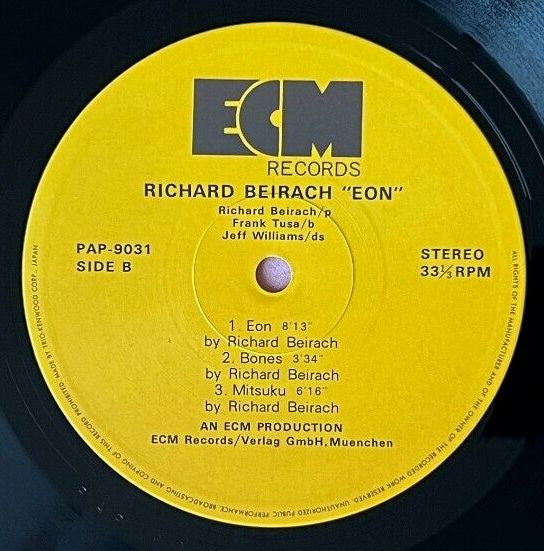 ECM
RECORDS
RICHARD BEIRACH "EON"
Richard Beirach/p
Frank Tusa/b
Jeff Williams/ds
PAP-9031
SIDE B
STEREO
33⅓ RPM
1. Eon 8'13"
by Richard Beirach
2. Bones 3'34"
by Richard Beirach
3. Mitsuku 6'16"
by Richard Beirach
AN ECM PRODUCTION
ECM Records/Verlag GmbH, Muenchen
ALL RIGHTS OF THE MANUFACTURER AND OF THE OWNER OF THE RECORDED WORK RESERVED. UNAUTHORIZED PUBLIC PERFORMANCE, BROADCASTING AND COPYING OF THIS RECORD PROHIBITED. MADE BY TRIO-KENWOOD CORP., JAPAN